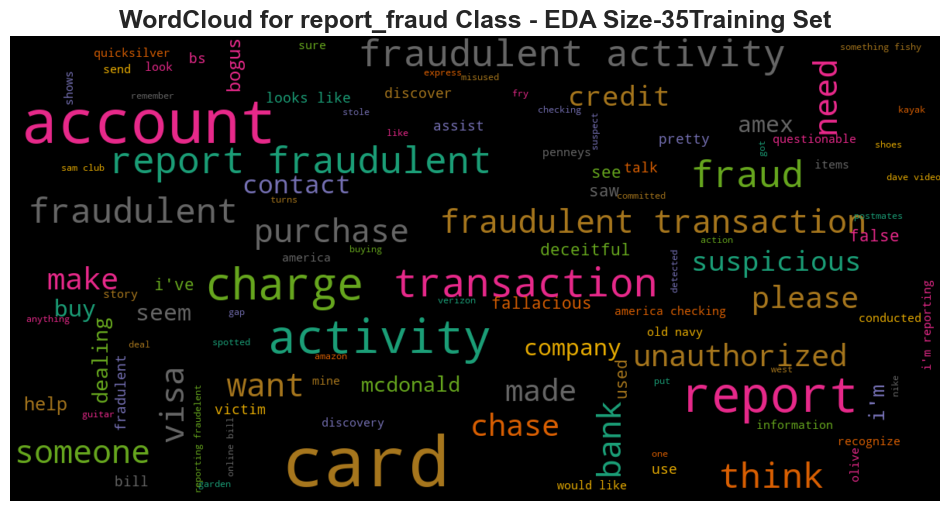 WordCloud for report_fraud Class - EDA Size-35Training Set
quicksilver
sure
fraudulent activity
something fishy
send
look
bs
bogus
shows
express
misused
need
remember
looks like
discover
credit
fry
kayak
account
stole
checking
like
assist
suspect
pretty
amex
questionable
got
shoes
sam club
report fraudulent
penneys
see
talk
fraud
items
dave video
contact
saw
committed
fraudulent
turns
purchase
fraudulent transaction
postmates
false
buying
deceitful
action
america
suspicious
detected
make
i've
charge
transaction
please
story
verizon
fallacious
america checking
buy
seem
gap
conducted
i'm reporting
anything
dealing
deal
spotted
activity
amazon
company
old navy
unauthorized
west
fradulent
visa
want
mine
mcdonald
made
used
put
report
i'm
nike
help
guitar
reporting fraudelent
victim
online bill
discovery
chase
bank
information
recognize
someone
card
one
use
think
olive
bill
garden
would like